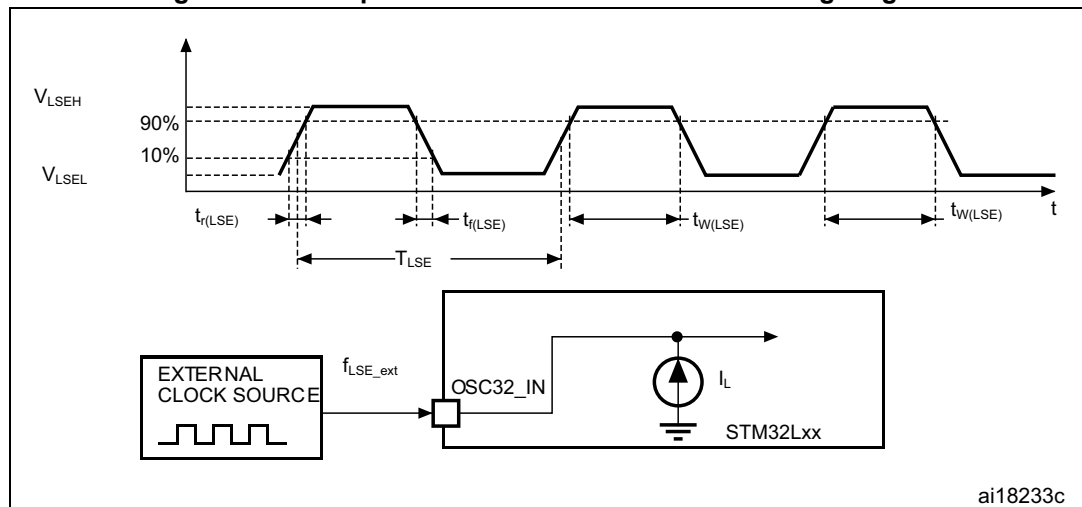 V_LSEH
90%
10%
V_LSEL
t_r(LSE)
t_f(LSE)
t_W(LSE)
t_W(LSE)
t
T_LSE
EXTERNAL
CLOCK SOURCE
f_LSE_ext
OSC32_IN
I_L
STM32Lxx
ai18233c